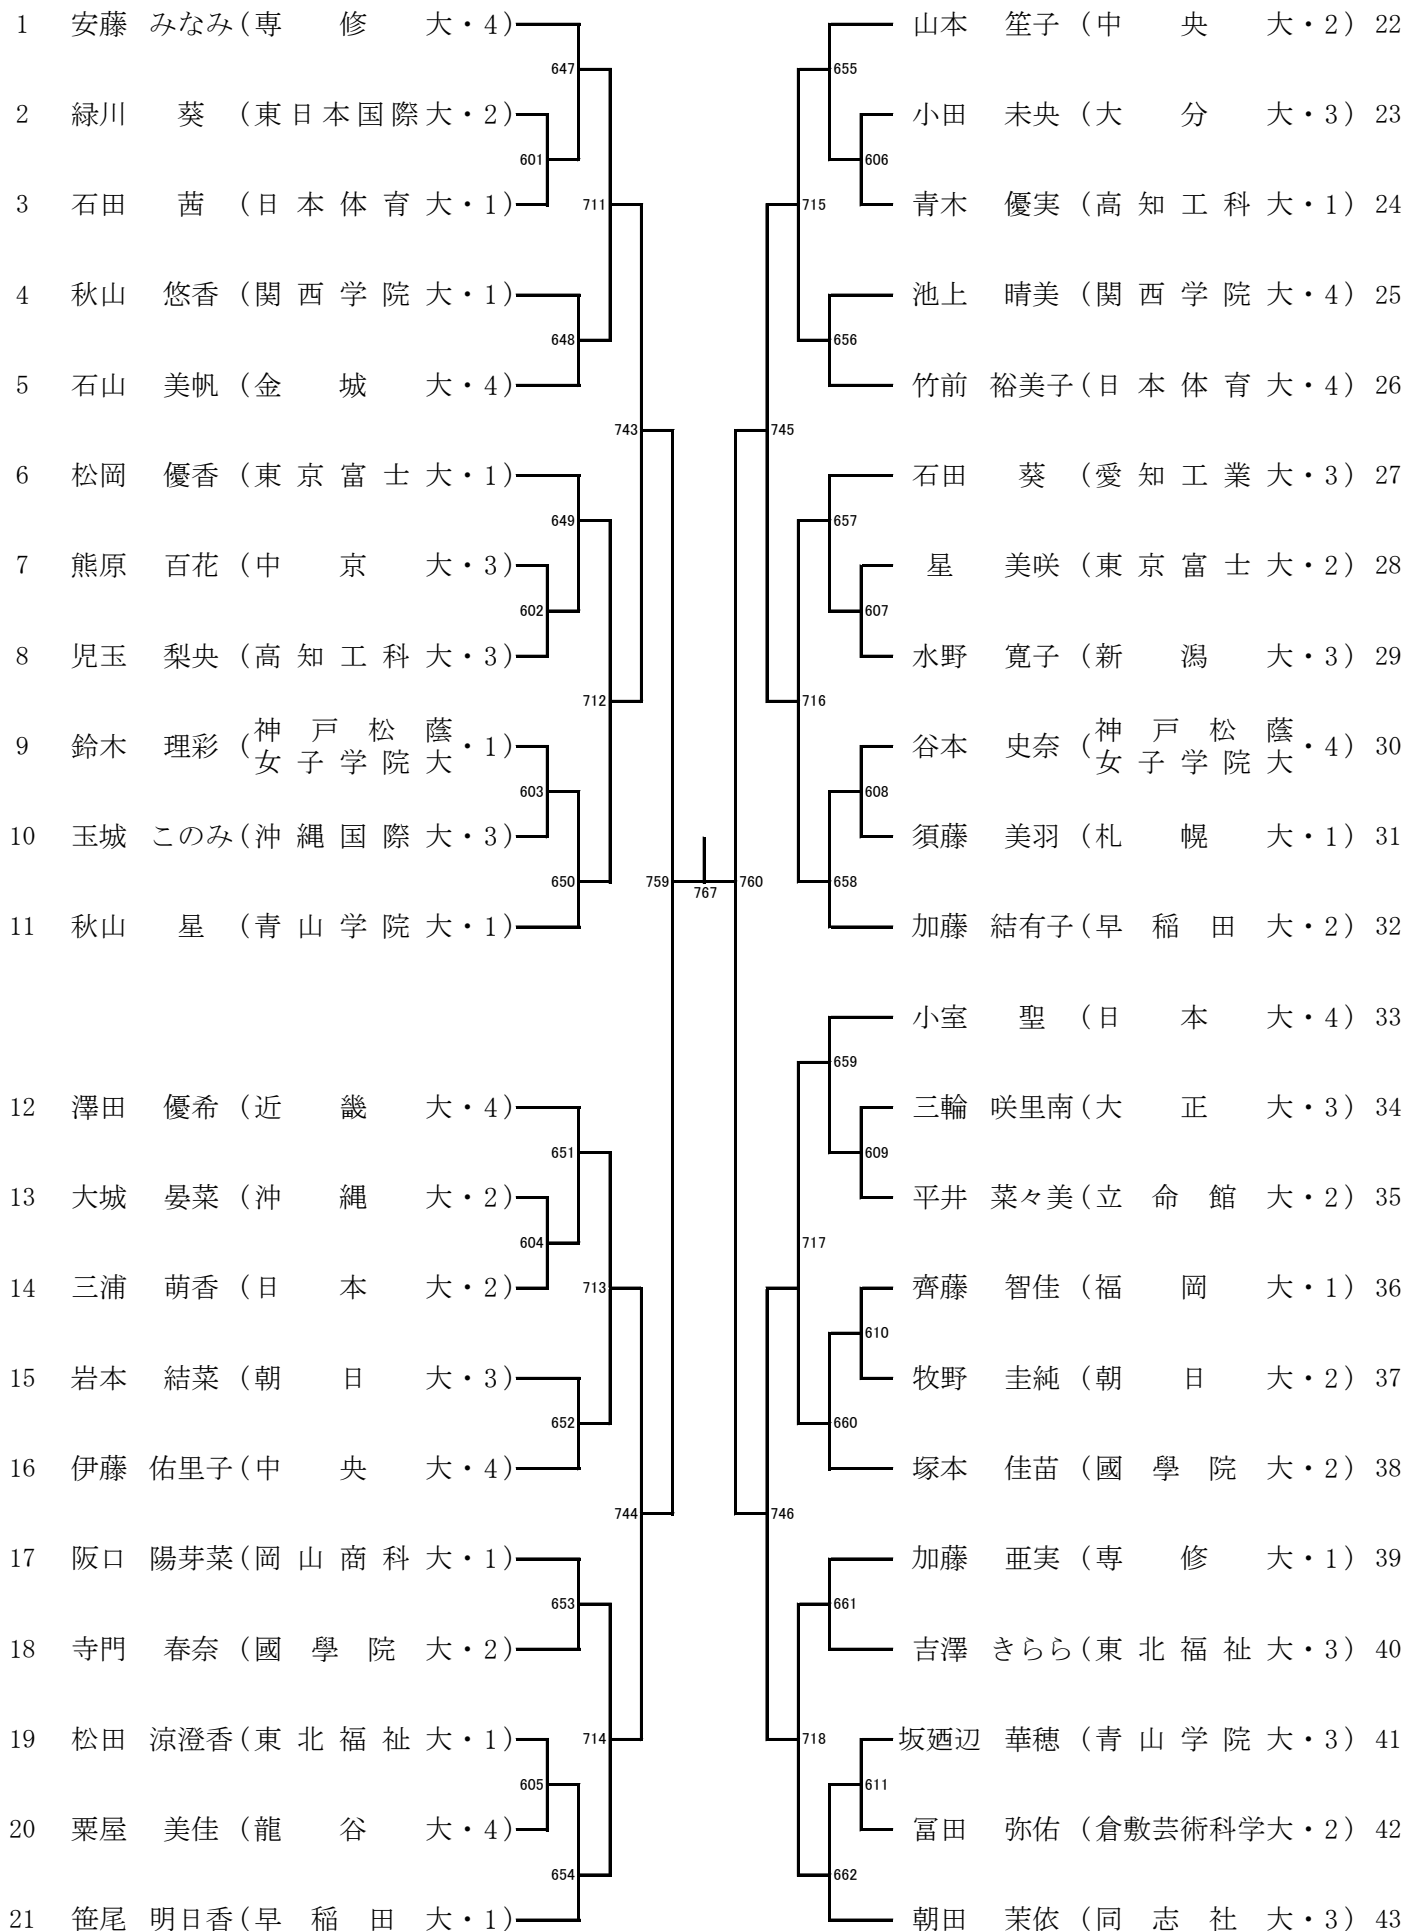 1 安藤 みなみ (専修大・4)
2 緑川 葵 (東日本国際大・2)
3 石田 茜 (日本体育大・1)
4 秋山 悠香 (関西学院大・1)
5 石山 美帆 (金城大・4)
6 松岡 優香 (東京富士大・1)
7 熊原 百花 (中京大・3)
8 児玉 梨央 (高知工科大・3)
9 鈴木 理彩 (神戸松蔭女子学院大・1)
10 玉城 このみ (沖縄国際大・3)
11 秋山 星 (青山学院大・1)
12 澤田 優希 (近畿大・4)
13 大城 晏菜 (沖縄大・2)
14 三浦 萌香 (日本大・2)
15 岩本 結菜 (朝日大・3)
16 伊藤 佑里子 (中央大・4)
17 阪口 陽芽菜 (岡山商科大・1)
18 寺門 春奈 (國學院大・2)
19 松田 涼澄香 (東北福祉大・1)
20 粟屋 美佳 (龍谷大・4)
21 笹尾 明日香 (早稲田大・1)
647
601
711
648
743
649
602
712
603
650
759
651
604
713
652
744
653
714
605
654
767
山本 笙子 (中央大・2) 22
小田 未央 (大分大・3) 23
青木 優実 (高知工科大・1) 24
池上 晴美 (関西学院大・4) 25
竹前 裕美子 (日本体育大・4) 26
石田 葵 (愛知工業大・3) 27
星 美咲 (東京富士大・2) 28
水野 寛子 (新潟大・3) 29
谷本 史奈 (神戸松蔭女子学院大・4) 30
須藤 美羽 (札幌大・1) 31
加藤 結有子 (早稲田大・2) 32
小室 聖 (日本大・4) 33
三輪 咲里南 (大正大・3) 34
平井 菜々美 (立命館大・2) 35
齊藤 智佳 (福岡大・1) 36
牧野 圭純 (朝日大・2) 37
塚本 佳苗 (國學院大・2) 38
加藤 亜実 (専修大・1) 39
吉澤 きらら (東北福祉大・3) 40
坂廼辺 華穂 (青山学院大・3) 41
冨田 弥佑 (倉敷芸術科学大・2) 42
朝田 茉依 (同志社大・3) 43
655
606
715
656
745
657
607
716
608
658
760
659
609
717
610
660
746
661
718
611
662